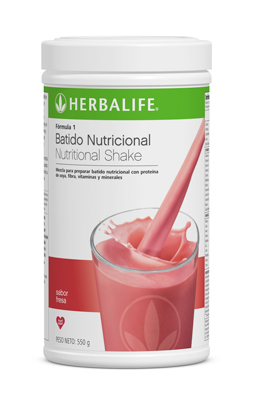 HERBALIFE®
Fórmula 1
Batido Nutricional
Nutritional Shake
Mezcla para preparar batido nutricional con proteína
de soya, fibra, vitaminas y minerales
sabor
fresa
PESO NETO: 550 g